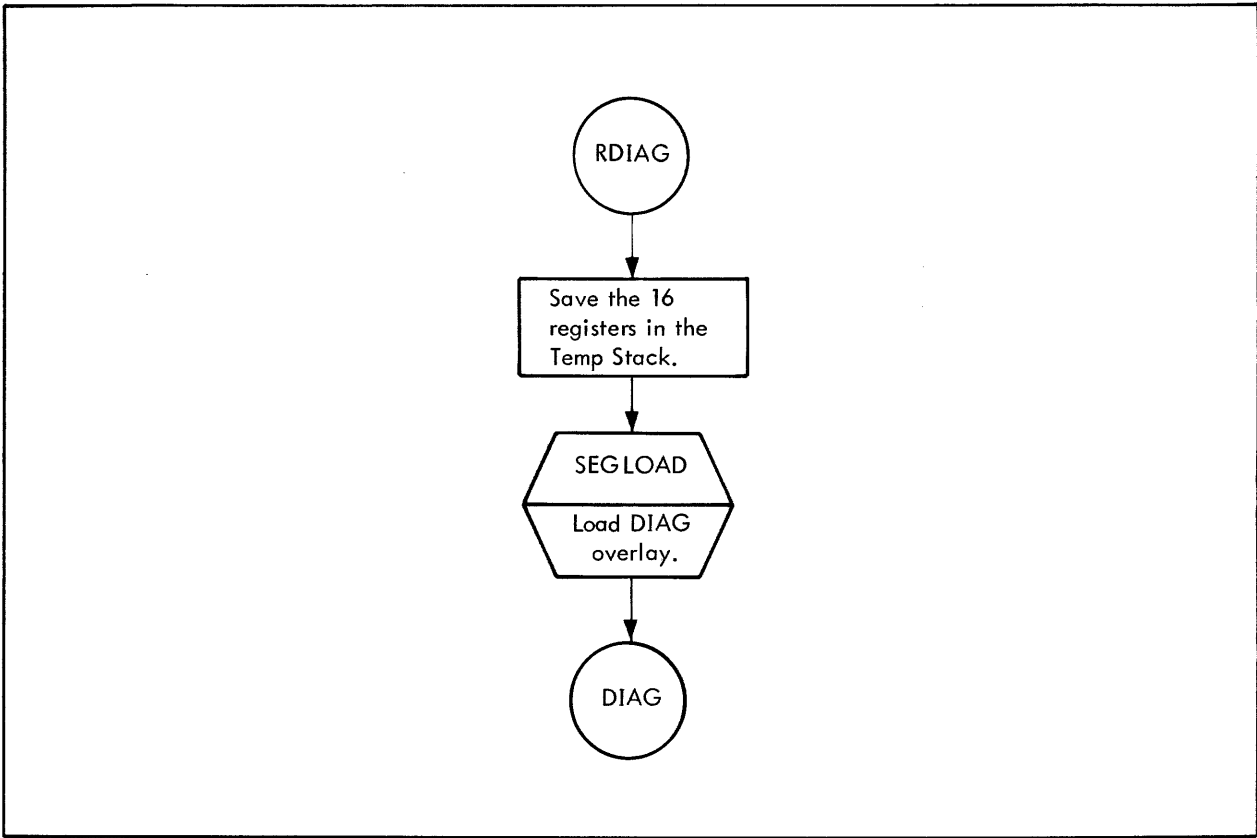 RDIAG
Save the 16
registers in the
Temp Stack.
SEGLOAD
Load DIAG
overlay.
DIAG